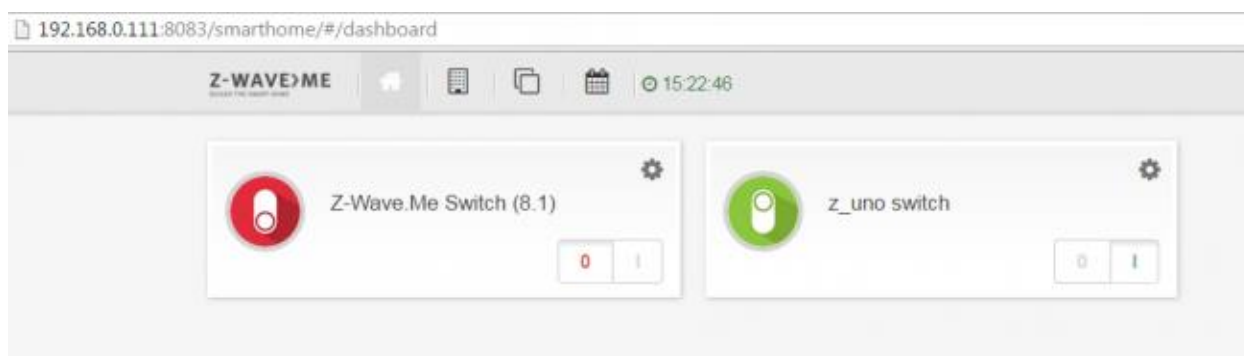 192.168.0.111:8083/smarthome/#/dashboard
Z-WAVE>ME
15:22:46
Z-Wave.Me Switch (8.1)
0 I
z_uno switch
0 I